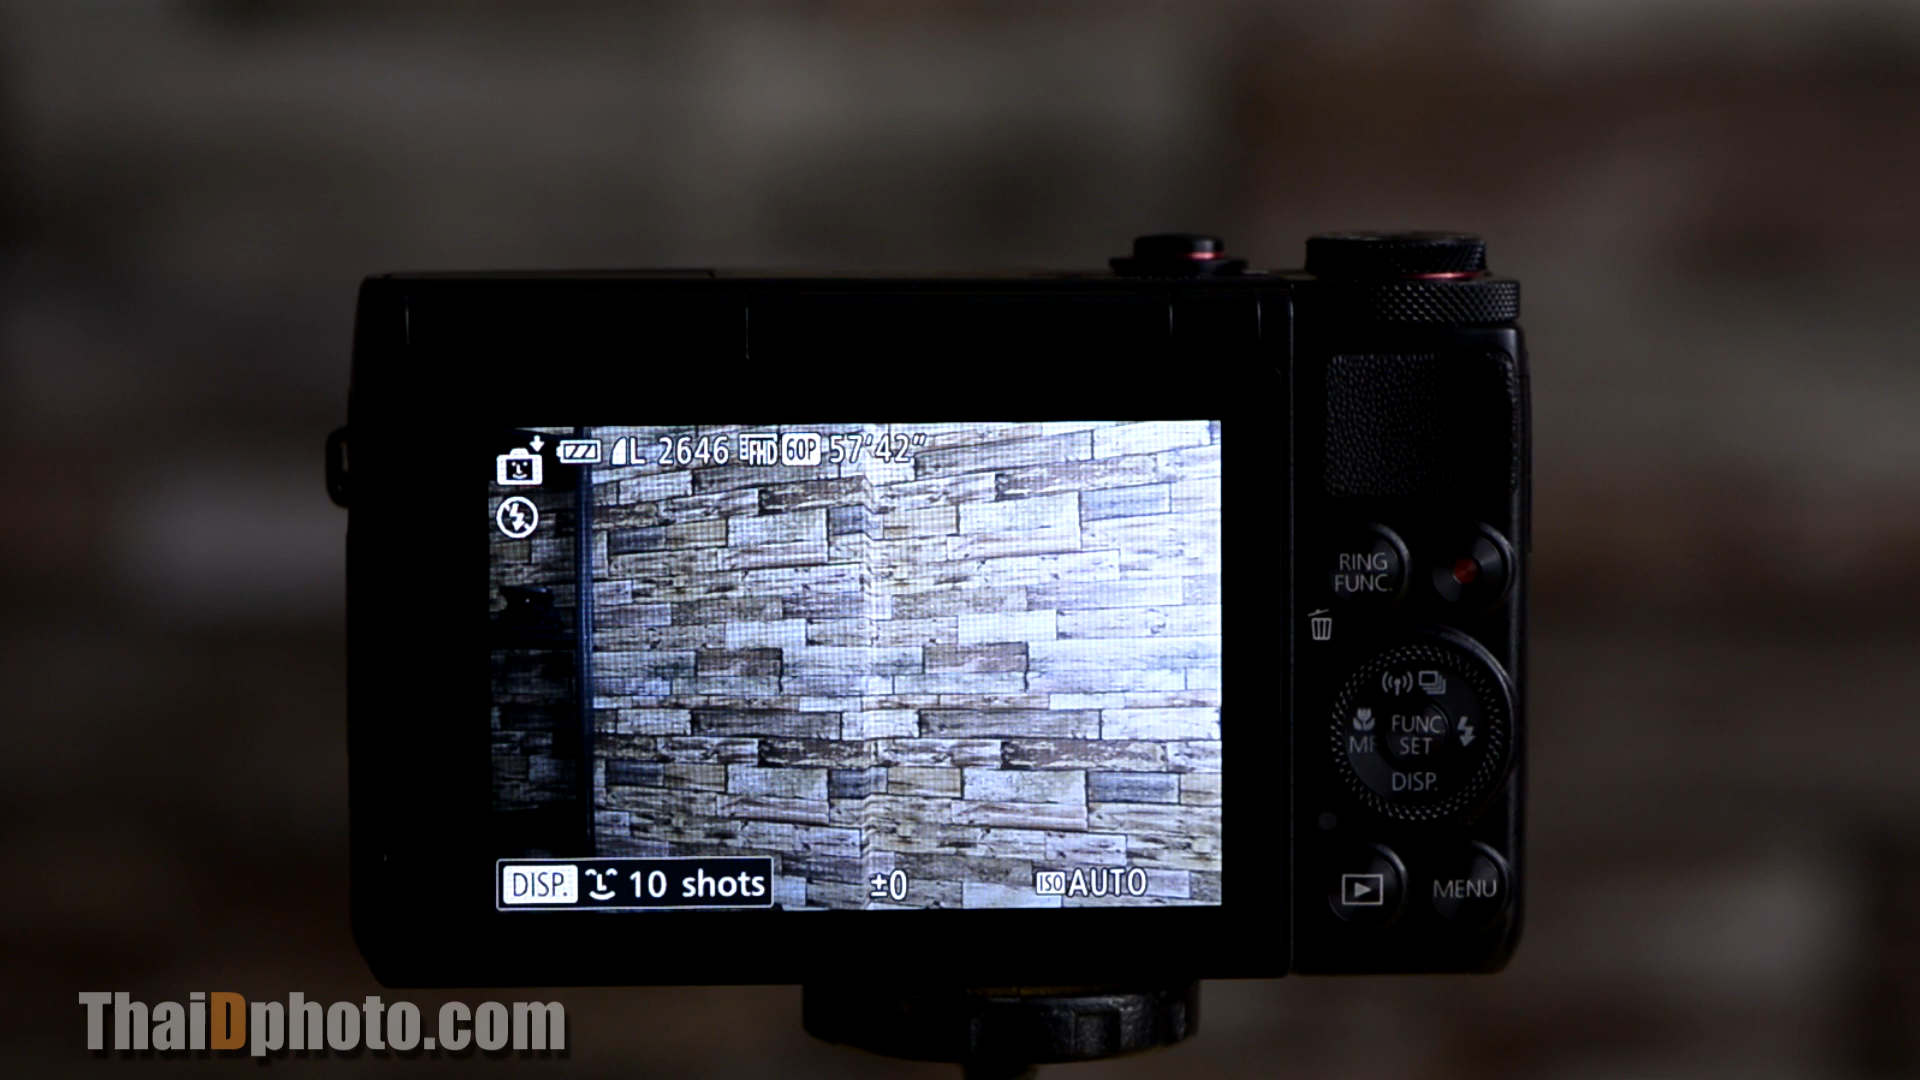 L 2646 FHD 60P 57'42"
DISP. 10 shots ±0 ISO AUTO
RING
FUNC.
FUNC
SET
MF
DISP.
MENU
ThaiDphoto.com